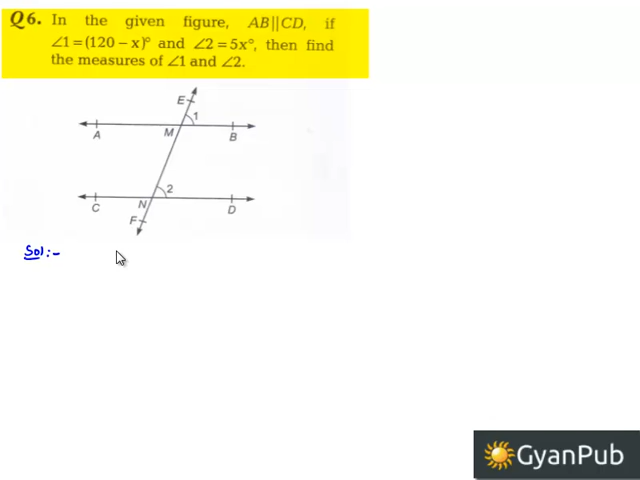 Q6. In the given figure, AB||CD, if
∠1 = (120 – x)° and ∠2 = 5x°, then find
the measures of ∠1 and ∠2.
E
1
A
M
B
2
C
N
D
F
Sol:-
GyanPub